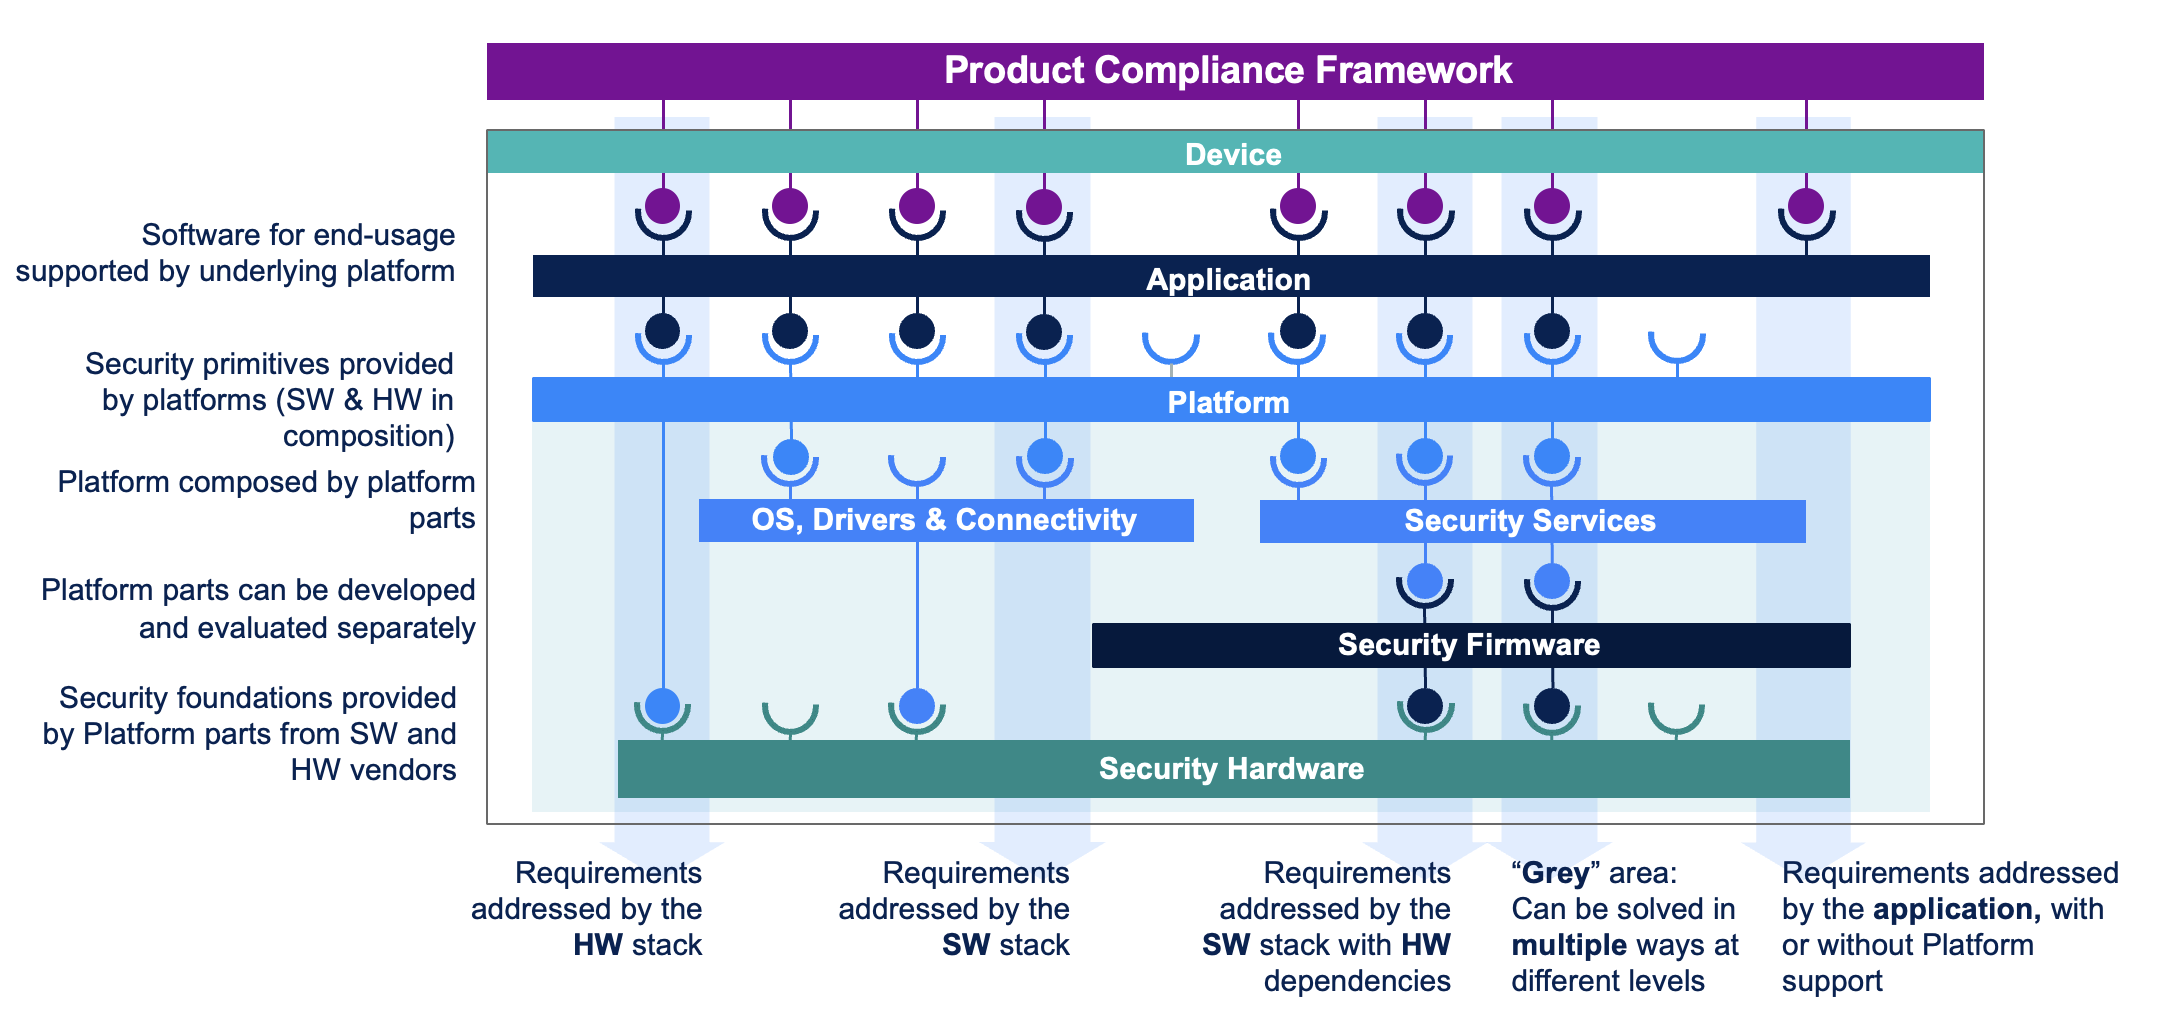 Product Compliance Framework
Device
Software for end-usage
supported by underlying platform
Application
Security primitives provided
by platforms (SW & HW in
composition)
Platform
Platform composed by platform
parts
OS, Drivers & Connectivity
Security Services
Platform parts can be developed
and evaluated separately
Security Firmware
Security foundations provided
by Platform parts from SW and
HW vendors
Security Hardware
Requirements
addressed by the
HW stack
Requirements
addressed by the
SW stack
Requirements
addressed by the
SW stack with HW
dependencies
“Grey” area:
Can be solved in
multiple ways at
different levels
Requirements addressed
by the application, with
or without Platform
support